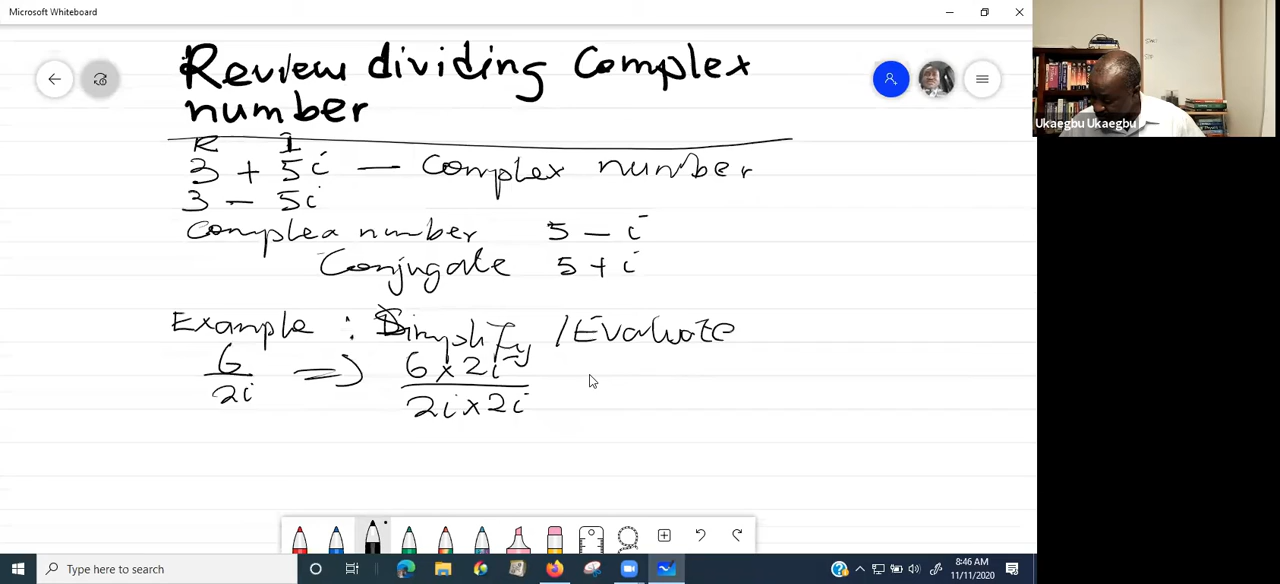 Microsoft Whiteboard
Review dividing Complex
number
R I
3 + 5i — Complex number
3 – 5i
Complex number 5 – i
Conjugate 5 + i
Example : Simplify / Evaluate
6/2i => 6 x 2i / 2i x 2i
Ukaegbu Ukaegbu
Type here to search
8:46 AM
11/11/2020